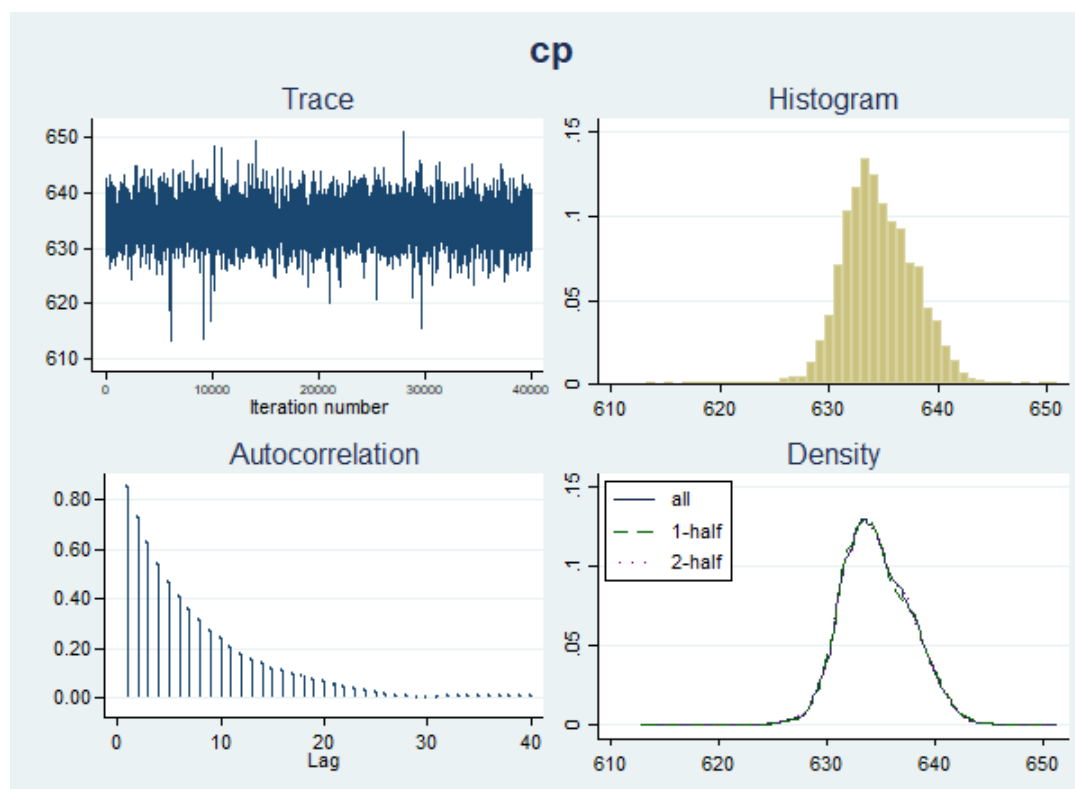 cp
Trace
650
640
630
620
610
0 10000 20000 30000 40000
Iteration number
Histogram
.15
.1
.05
0
610 620 630 640 650
Autocorrelation
0.80
0.60
0.40
0.20
0.00
0 10 20 30 40
Lag
Density
.15
.1
.05
0
all
1-half
2-half
610 620 630 640 650